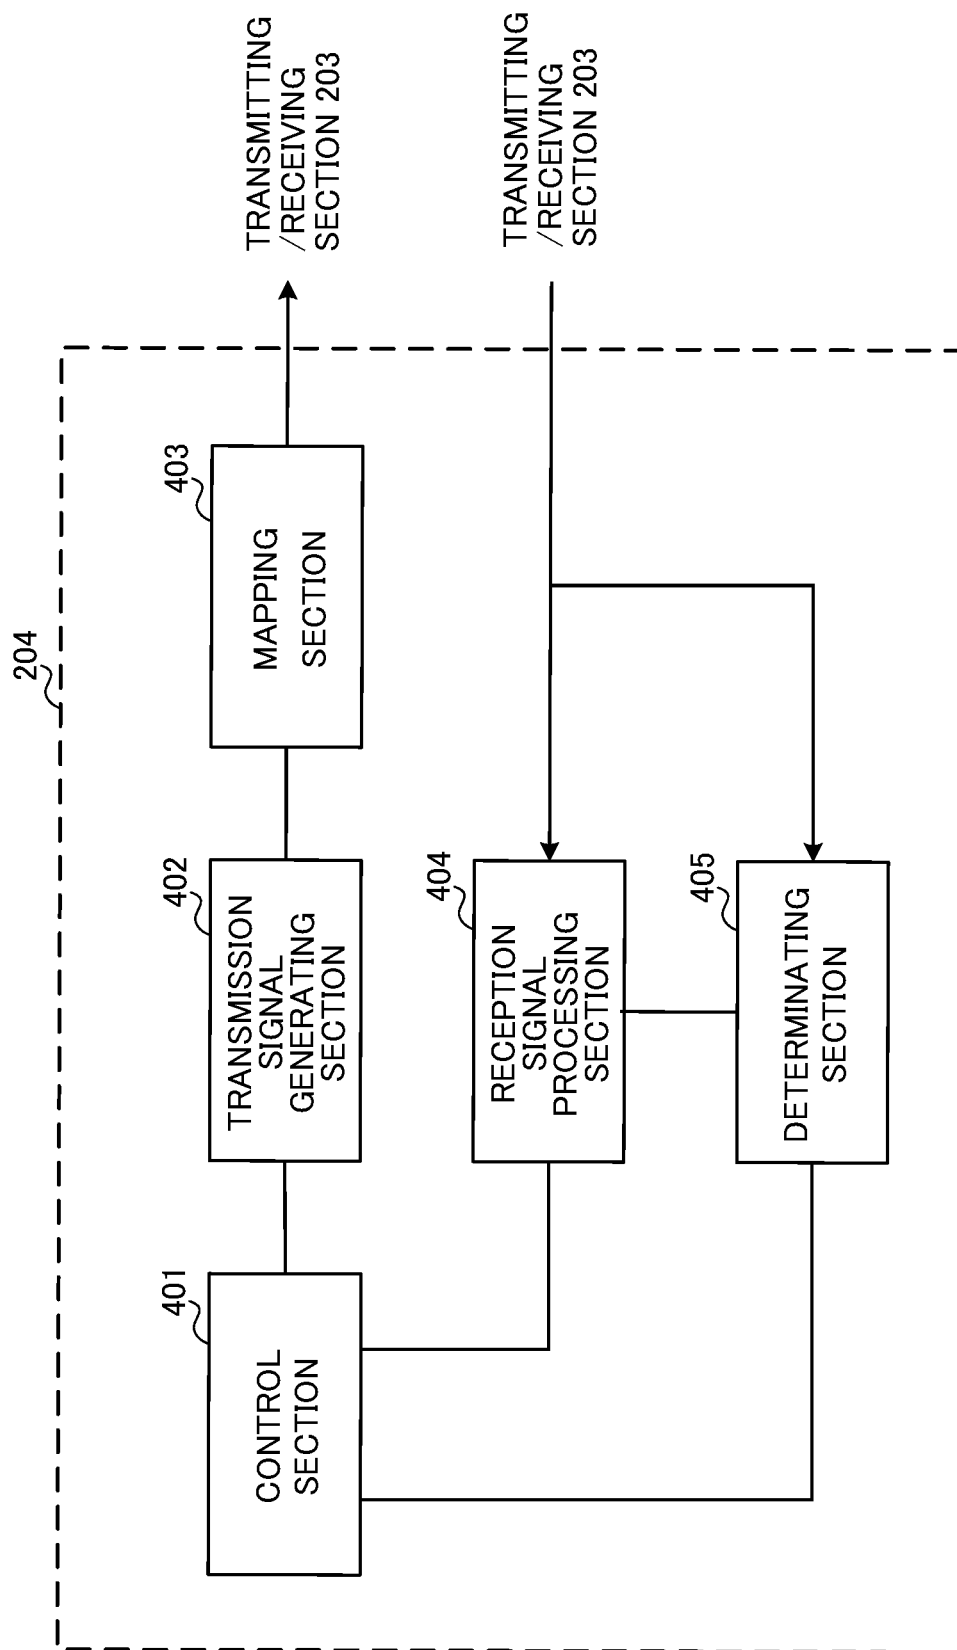 204
401
CONTROL
SECTION
402
TRANSMISSION
SIGNAL
GENERATING
SECTION
403
MAPPING
SECTION
TRANSMITTING
/RECEIVING
SECTION 203
404
RECEPTION
SIGNAL
PROCESSING
SECTION
TRANSMITTING
/RECEIVING
SECTION 203
405
DETERMINATING
SECTION